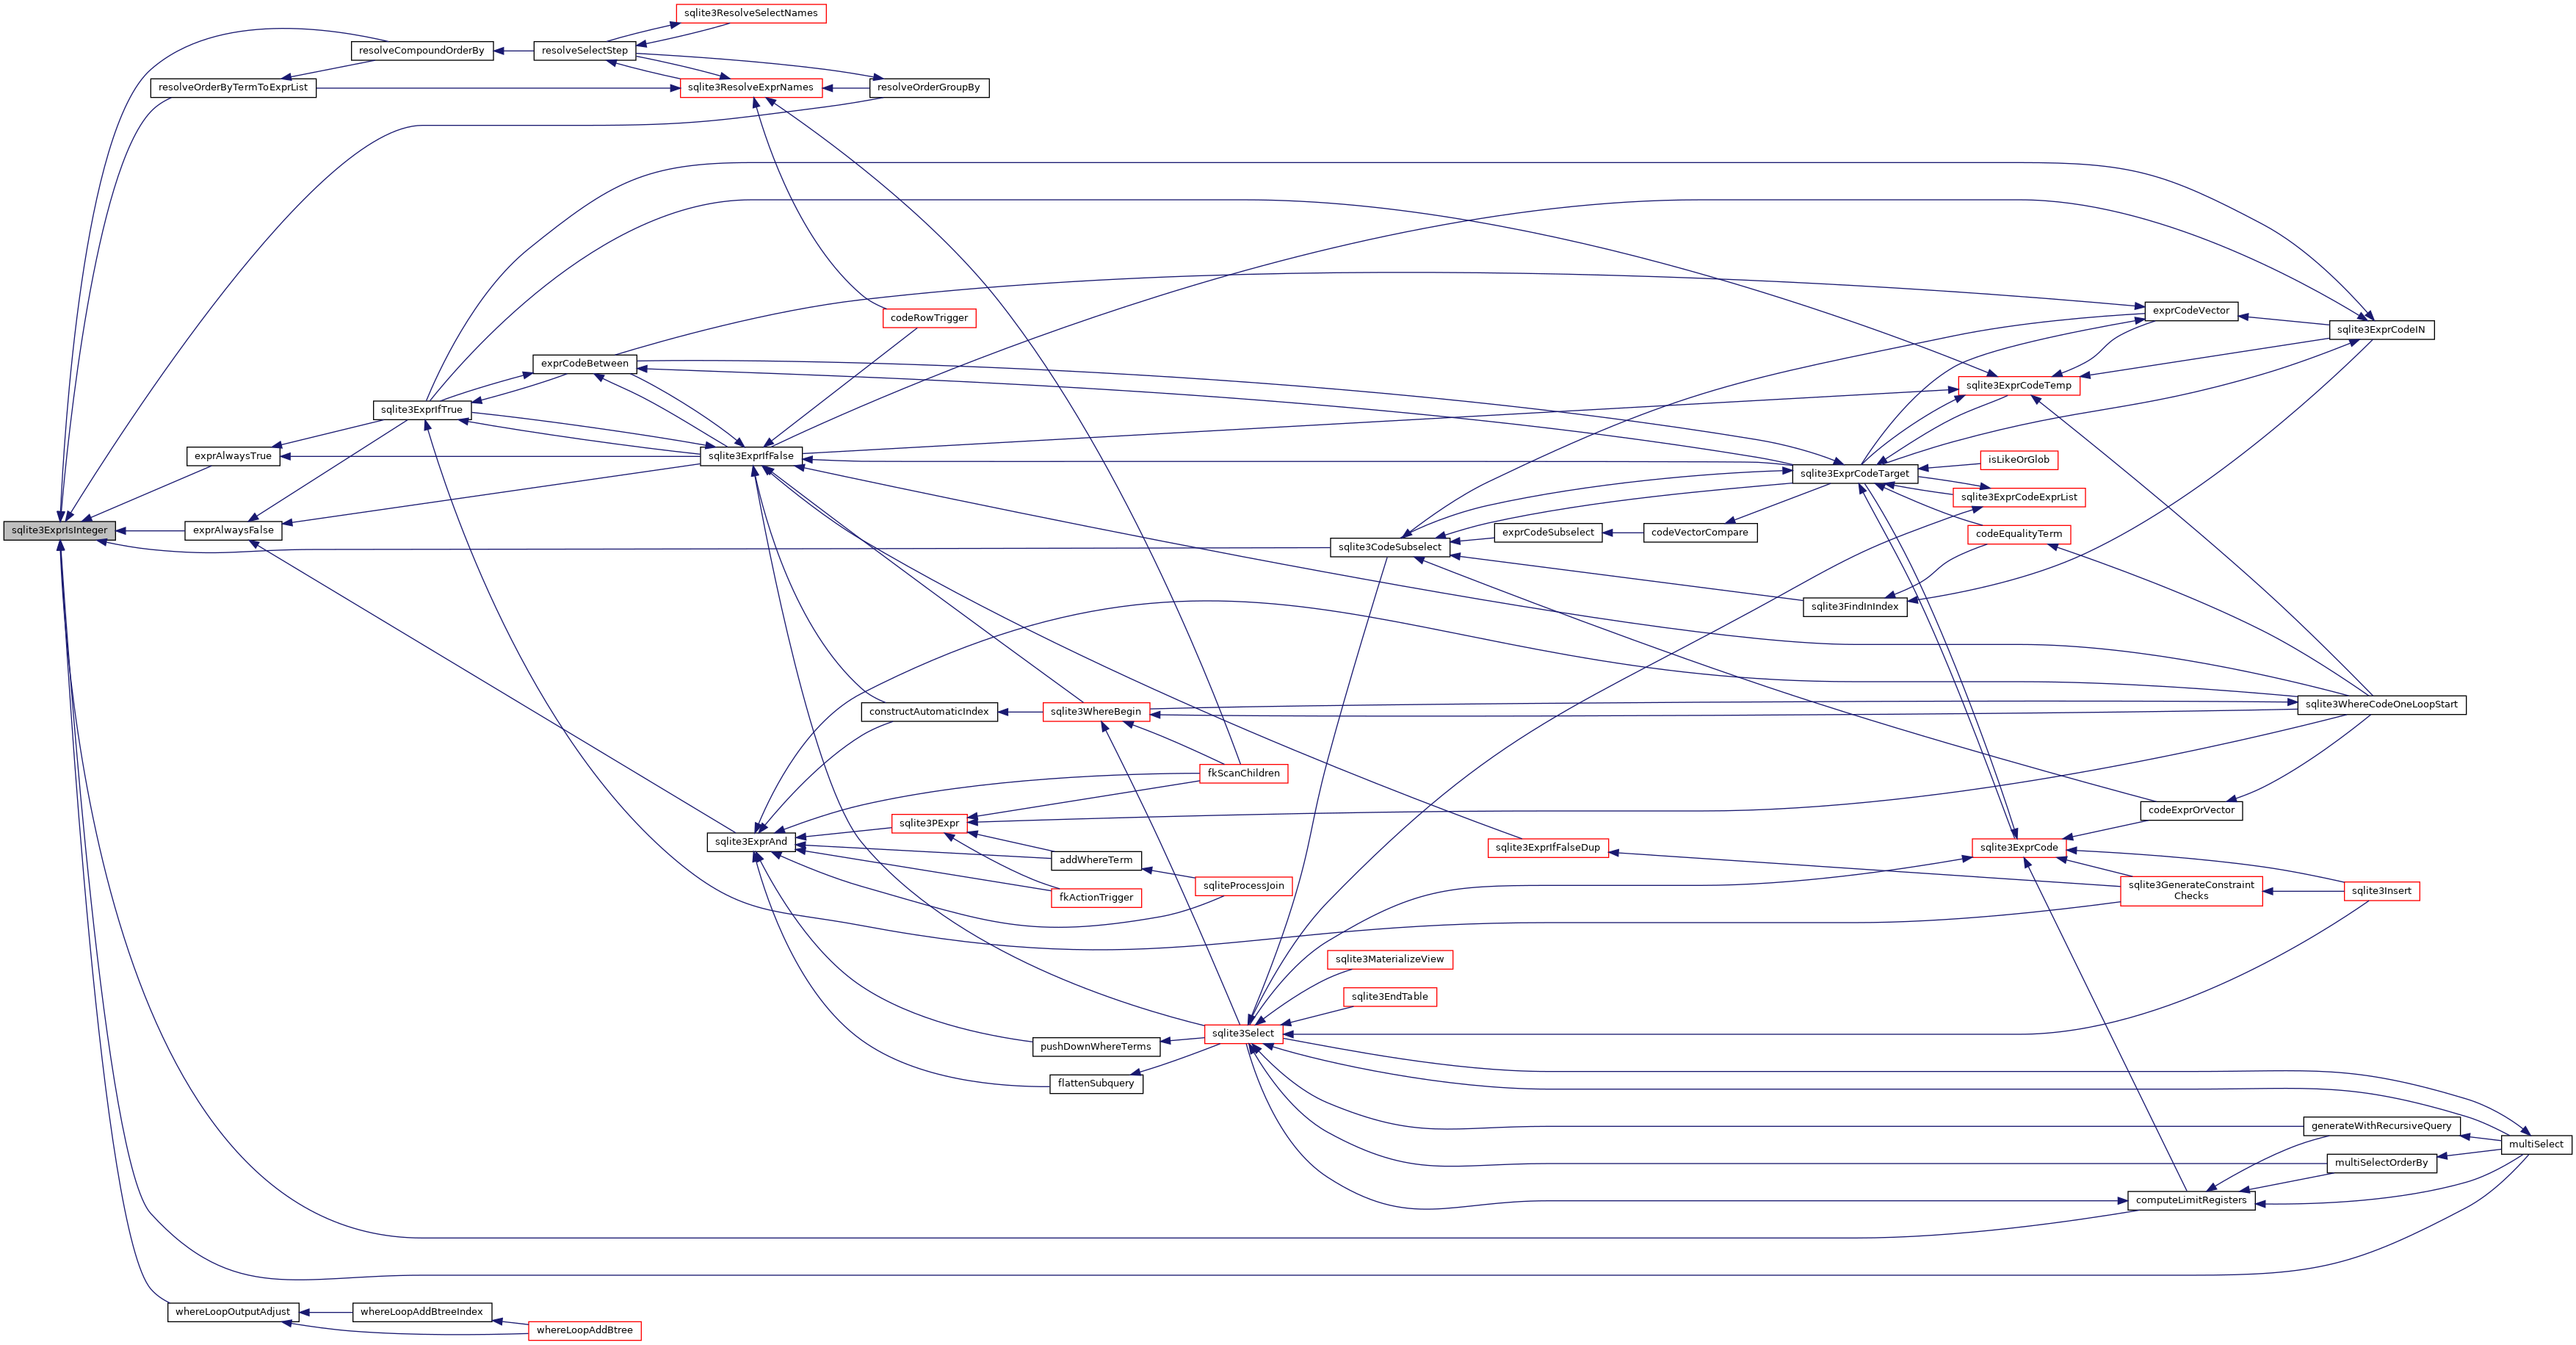 sqlite3ResolveSelectNames
resolveCompoundOrderBy
resolveSelectStep
resolveOrderByTermToExprList
sqlite3ResolveExprNames
resolveOrderGroupBy
exprCodeVector
codeRowTrigger
sqlite3ExprCodeIN
exprCodeBetween
sqlite3ExprCodeTemp
sqlite3ExprIfTrue
exprAlwaysTrue
sqlite3ExprIfFalse
isLikeOrGlob
sqlite3ExprCodeTarget
sqlite3ExprCodeExprList
sqlite3ExprIsInteger
exprAlwaysFalse
exprCodeSubselect
codeVectorCompare
codeEqualityTerm
sqlite3CodeSubselect
sqlite3FindInIndex
sqlite3WhereCodeOneLoopStart
constructAutomaticIndex
sqlite3WhereBegin
fkScanChildren
codeExprOrVector
sqlite3PExpr
sqlite3ExprAnd
sqlite3ExprIfFalseDup
sqlite3ExprCode
addWhereTerm
sqliteProcessJoin
sqlite3GenerateConstraint
Checks
sqlite3Insert
fkActionTrigger
sqlite3MaterializeView
sqlite3EndTable
sqlite3Select
pushDownWhereTerms
flattenSubquery
generateWithRecursiveQuery
multiSelect
multiSelectOrderBy
computeLimitRegisters
whereLoopOutputAdjust
whereLoopAddBtreeIndex
whereLoopAddBtree